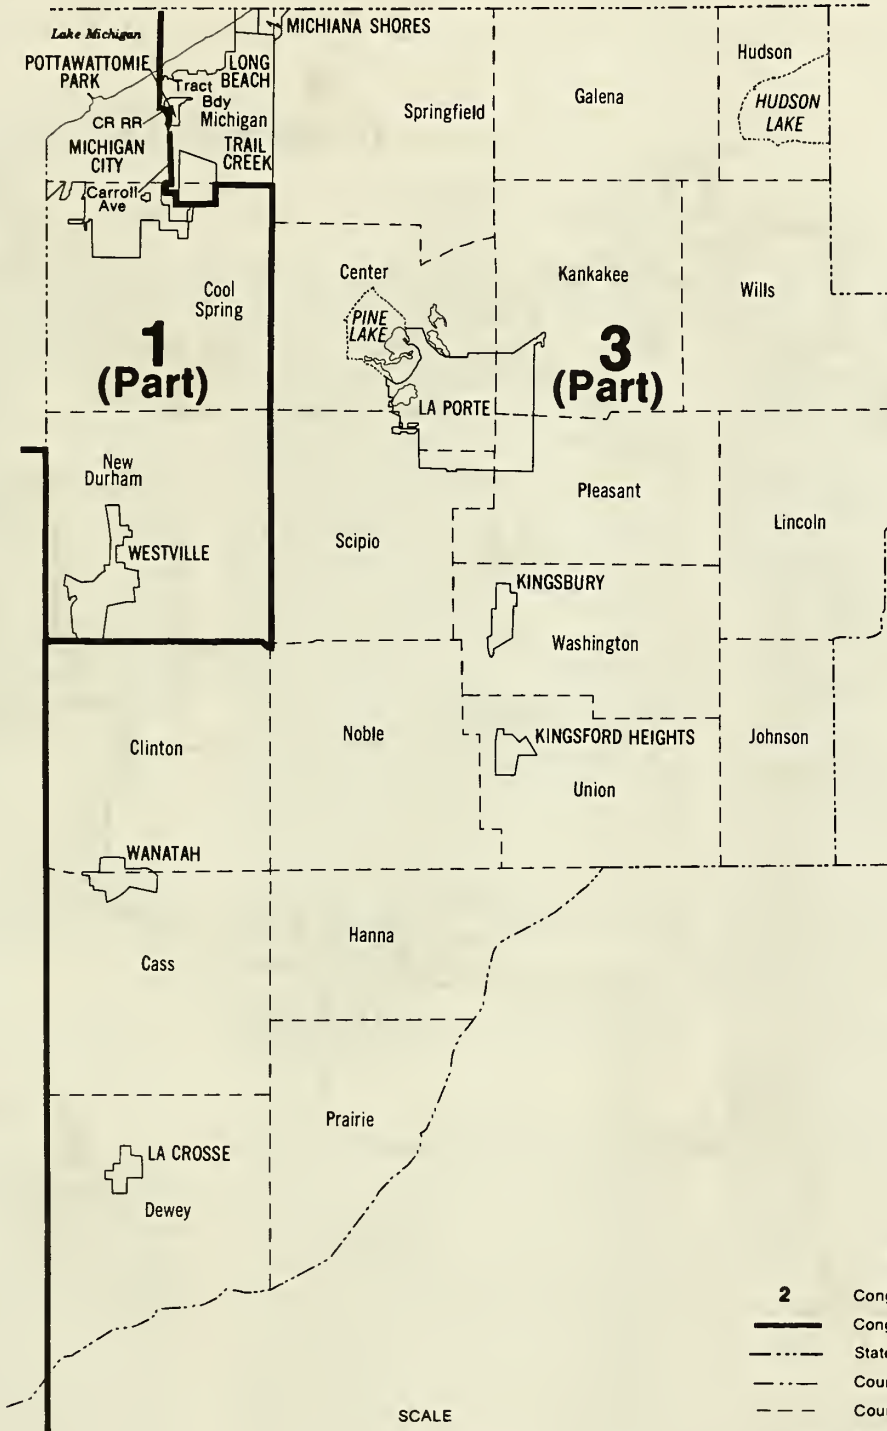 Lake Michigan
MICHIANA SHORES
POTTAWATTOMIE
PARK
LONG
BEACH
Tract
Bdy
Michigan
CR RR
TRAIL
CREEK
MICHIGAN
CITY
Carroll
Ave
Springfield
Galena
Hudson
HUDSON
LAKE
Cool
Spring
Center
PINE
LAKE
Kankakee
Wills
1
(Part)
3
(Part)
LA PORTE
New
Durham
WESTVILLE
Scipio
Pleasant
Lincoln
KINGSBURY
Washington
Clinton
Noble
KINGSFORD HEIGHTS
Union
Johnson
WANATAH
Cass
Hanna
Prairie
LA CROSSE
Dewey
2 Cong
Cong
State
Coun
Coun
SCALE